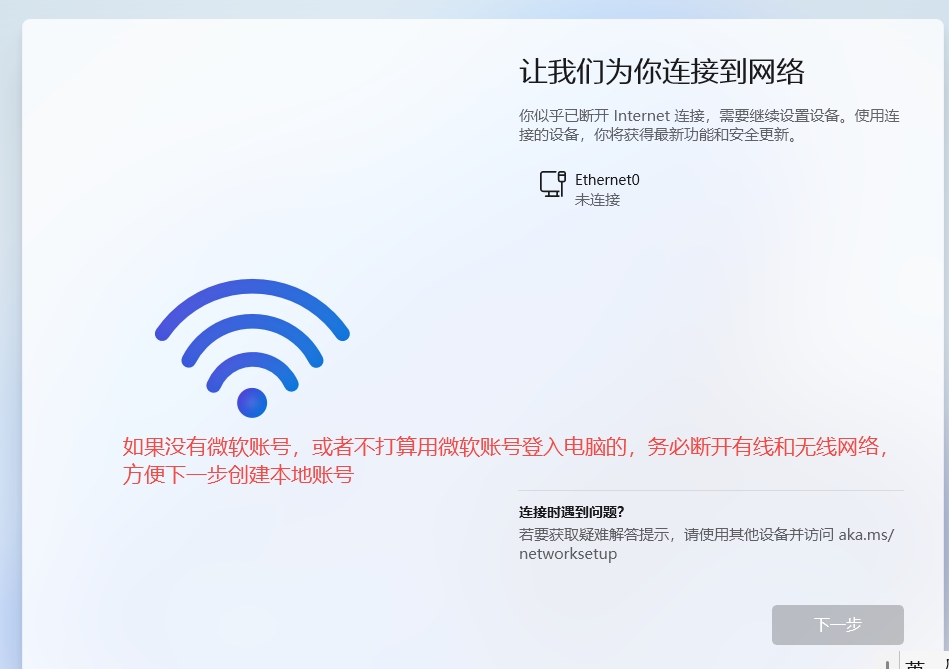 让我们为你连接到网络
你似乎已断开 Internet 连接，需要继续设置设备。使用连
接的设备，你将获得最新功能和安全更新。
Ethernet0
未连接
如果没有微软账号，或者不打算用微软账号登入电脑的，务必断开有线和无线网络，
方便下一步创建本地账号
连接时遇到问题?
若要获取疑难解答提示，请使用其他设备并访问 aka.ms/
networksetup
下一步
英